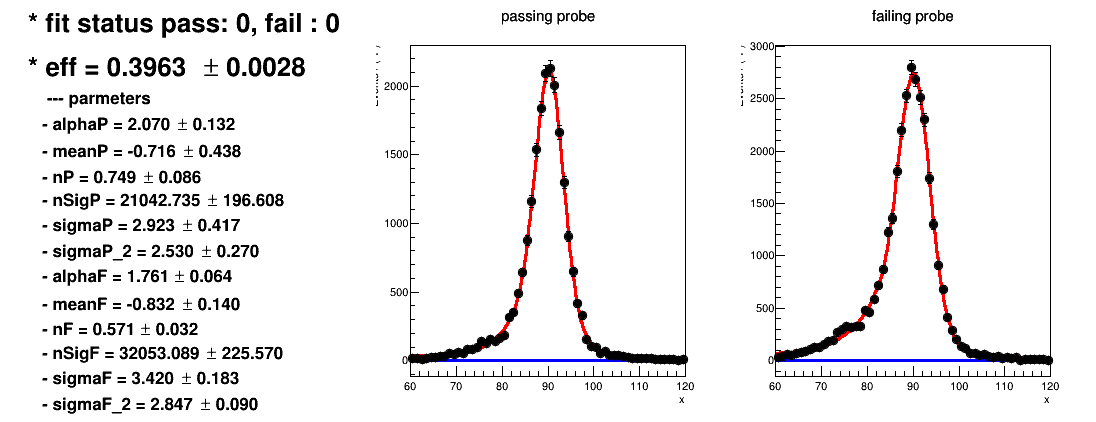 * fit status pass: 0, fail : 0
* eff = 0.3963 ± 0.0028
--- parmeters
- alphaP = 2.070 ± 0.132
- meanP = -0.716 ± 0.438
- nP = 0.749 ± 0.086
- nSigP = 21042.735 ± 196.608
- sigmaP = 2.923 ± 0.417
- sigmaP_2 = 2.530 ± 0.270
- alphaF = 1.761 ± 0.064
- meanF = -0.832 ± 0.140
- nF = 0.571 ± 0.032
- nSigF = 32053.089 ± 225.570
- sigmaF = 3.420 ± 0.183
- sigmaF_2 = 2.847 ± 0.090
passing probe
2000
1500
1000
500
0
60 70 80 90 100 110 120
x
failing probe
3000
2500
2000
1500
1000
500
0
60 70 80 90 100 110 120
x